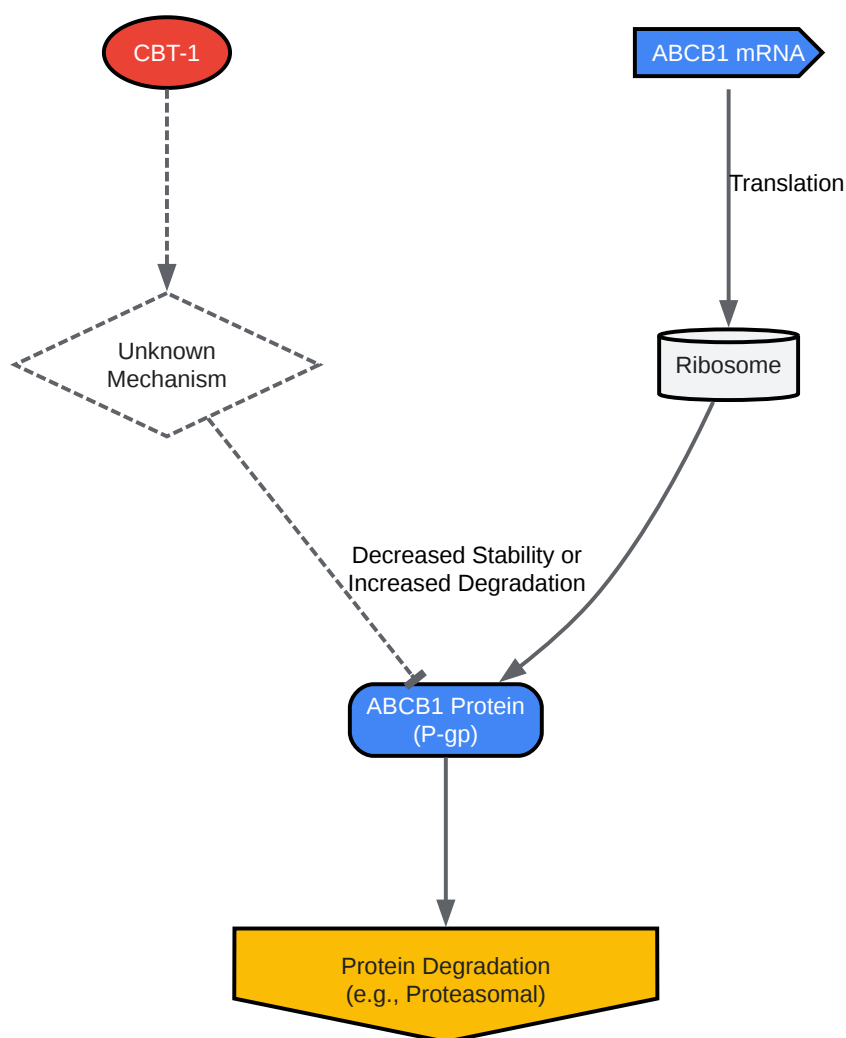 CBT-1
ABCB1 mRNA
Translation
Unknown
Mechanism
Ribosome
Decreased Stability or
Increased Degradation
ABCB1 Protein
(P-gp)
Protein Degradation
(e.g., Proteasomal)